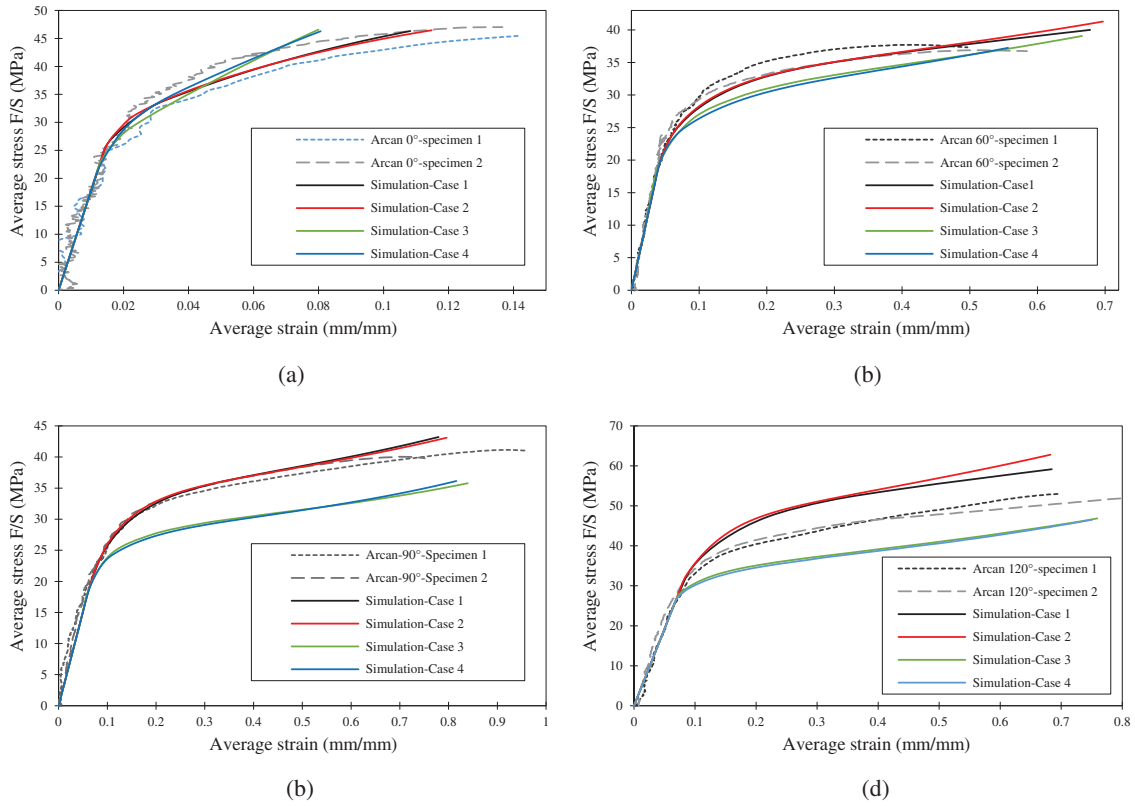 Average stress F/S (MPa)
50
45
40
35
30
25
20
15
10
5
0
Arcan 0°-specimen 1
Arcan 0°-specimen 2
Simulation-Case 1
Simulation-Case 2
Simulation-Case 3
Simulation-Case 4
0 0.02 0.04 0.06 0.08 0.1 0.12 0.14
Average strain (mm/mm)
(a)
Average stress F/S (MPa)
40
35
30
25
20
15
10
5
0
Arcan 60°-specimen 1
Arcan 60°-specimen 2
Simulation-Case1
Simulation-Case 2
Simulation-Case 3
Simulation-Case 4
0 0.1 0.2 0.3 0.4 0.5 0.6 0.7
Average strain (mm/mm)
(b)
Average stress F/S (MPa)
45
40
35
30
25
20
15
10
5
0
Arcan-90°-Specimen 1
Arcan-90°-Specimen 2
Simulation-Case 1
Simulation-Case 2
Simulation-Case 3
Simulation-Case 4
0 0.1 0.2 0.3 0.4 0.5 0.6 0.7 0.8 0.9 1
Average strain (mm/mm)
(b)
Average stress F/S (MPa)
70
60
50
40
30
20
10
0
Arcan 120°-specimen 1
Arcan 120°-specimen 2
Simulation-Case 1
Simulation-Case 2
Simulation-Case 3
Simulation-Case 4
0 0.1 0.2 0.3 0.4 0.5 0.6 0.7 0.8
Average strain (mm/mm)
(d)